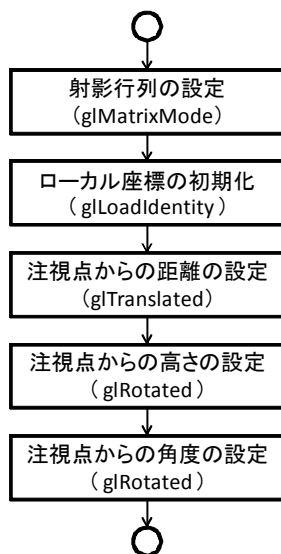 射影行列の設定
(glMatrixMode)
ローカル座標の初期化
(glLoadIdentity)
注視点からの距離の設定
(glTranslated)
注視点からの高さの設定
(glRotated)
注視点からの角度の設定
(glRotated)